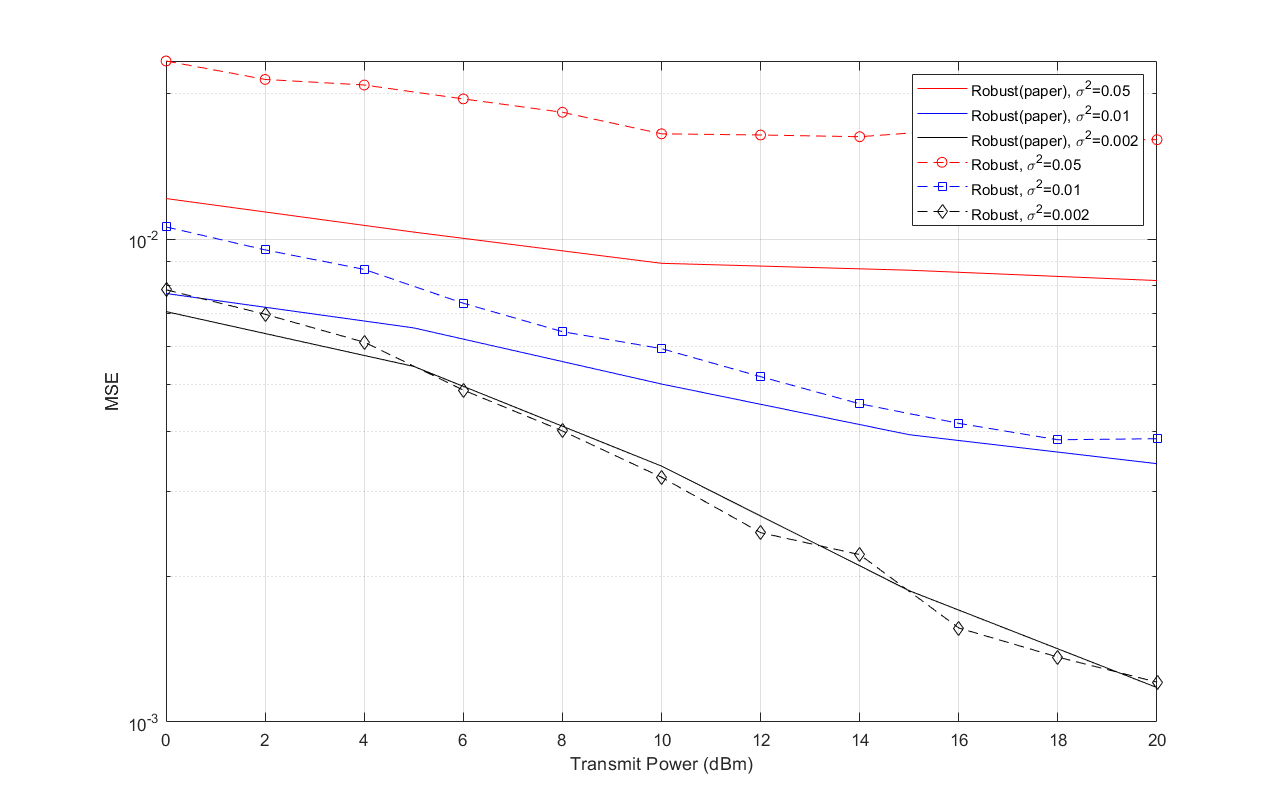 Robust(paper), σ²=0.05
Robust(paper), σ²=0.01
Robust(paper), σ²=0.002
Robust, σ²=0.05
Robust, σ²=0.01
Robust, σ²=0.002
10⁻²
MSE
10⁻³
0 2 4 6 8 10 12 14 16 18 20
Transmit Power (dBm)